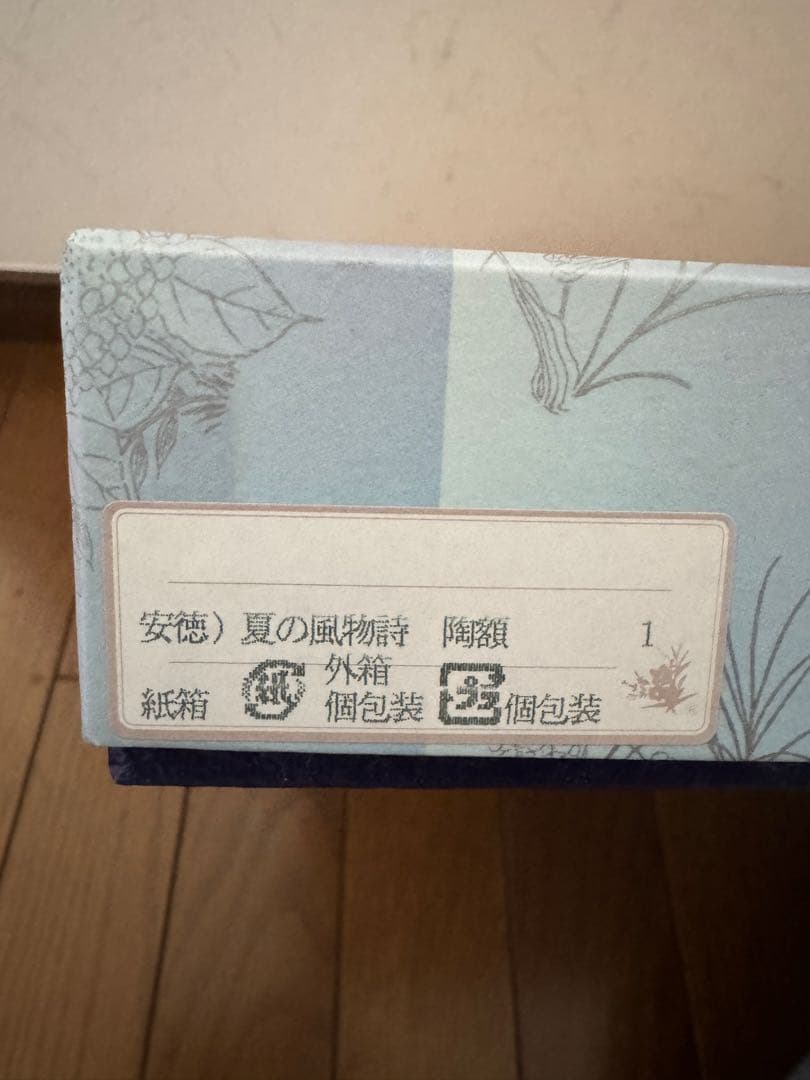 安徳）夏の風物詩　陶額　1
外箱
紙箱　紙　個包装　プラ　個包装